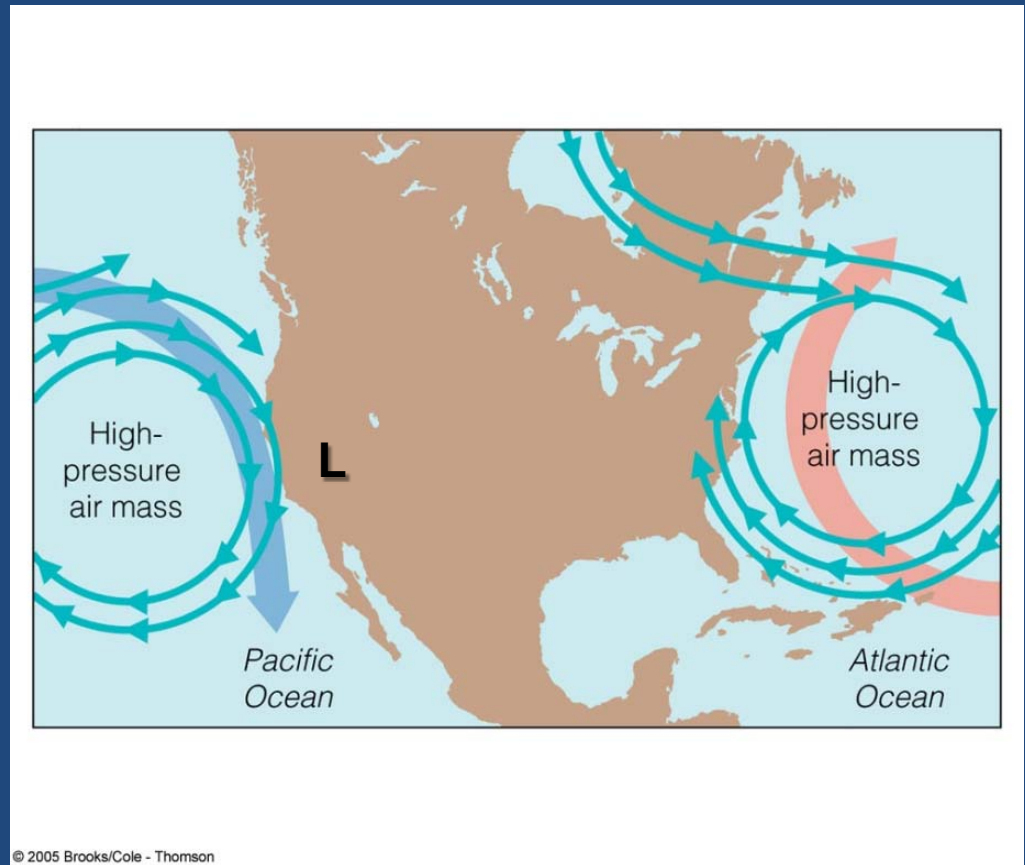 High-
pressure
air mass
L
High-
pressure
air mass
Pacific
Ocean
Atlantic
Ocean
© 2005 Brooks/Cole - Thomson